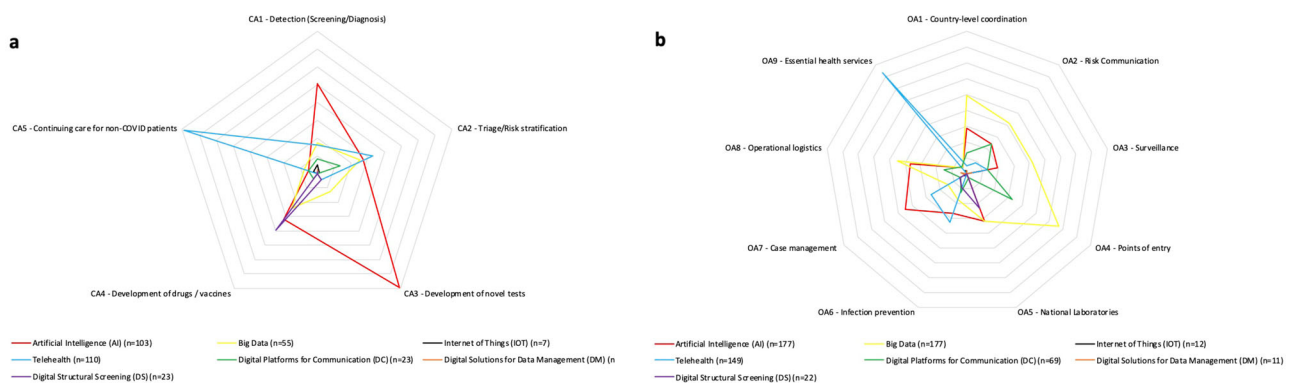 a
CA1 - Detection (Screening/Diagnosis)
CA2 - Triage/Risk stratification
CA3 - Development of novel tests
CA4 - Development of drugs / vaccines
CA5 - Continuing care for non-COVID patients
Artificial Intelligence (AI) (n=103)
Big Data (n=55)
Internet of Things (IOT) (n=7)
Telehealth (n=110)
Digital Platforms for Communication (DC) (n=23)
Digital Solutions for Data Management (DM) (n
Digital Structural Screening (DS) (n=23)
b
OA1 - Country-level coordination
OA2 - Risk Communication
OA3 - Surveillance
OA4 - Points of entry
OA5 - National Laboratories
OA6 - Infection prevention
OA7 - Case management
OA8 - Operational logistics
OA9 - Essential health services
Artificial Intelligence (AI) (n=177)
Big Data (n=177)
Internet of Things (IOT) (n=12)
Telehealth (n=149)
Digital Platforms for Communication (DC) (n=69)
Digital Solutions for Data Management (DM) (n=11)
Digital Structural Screening (DS) (n=22)